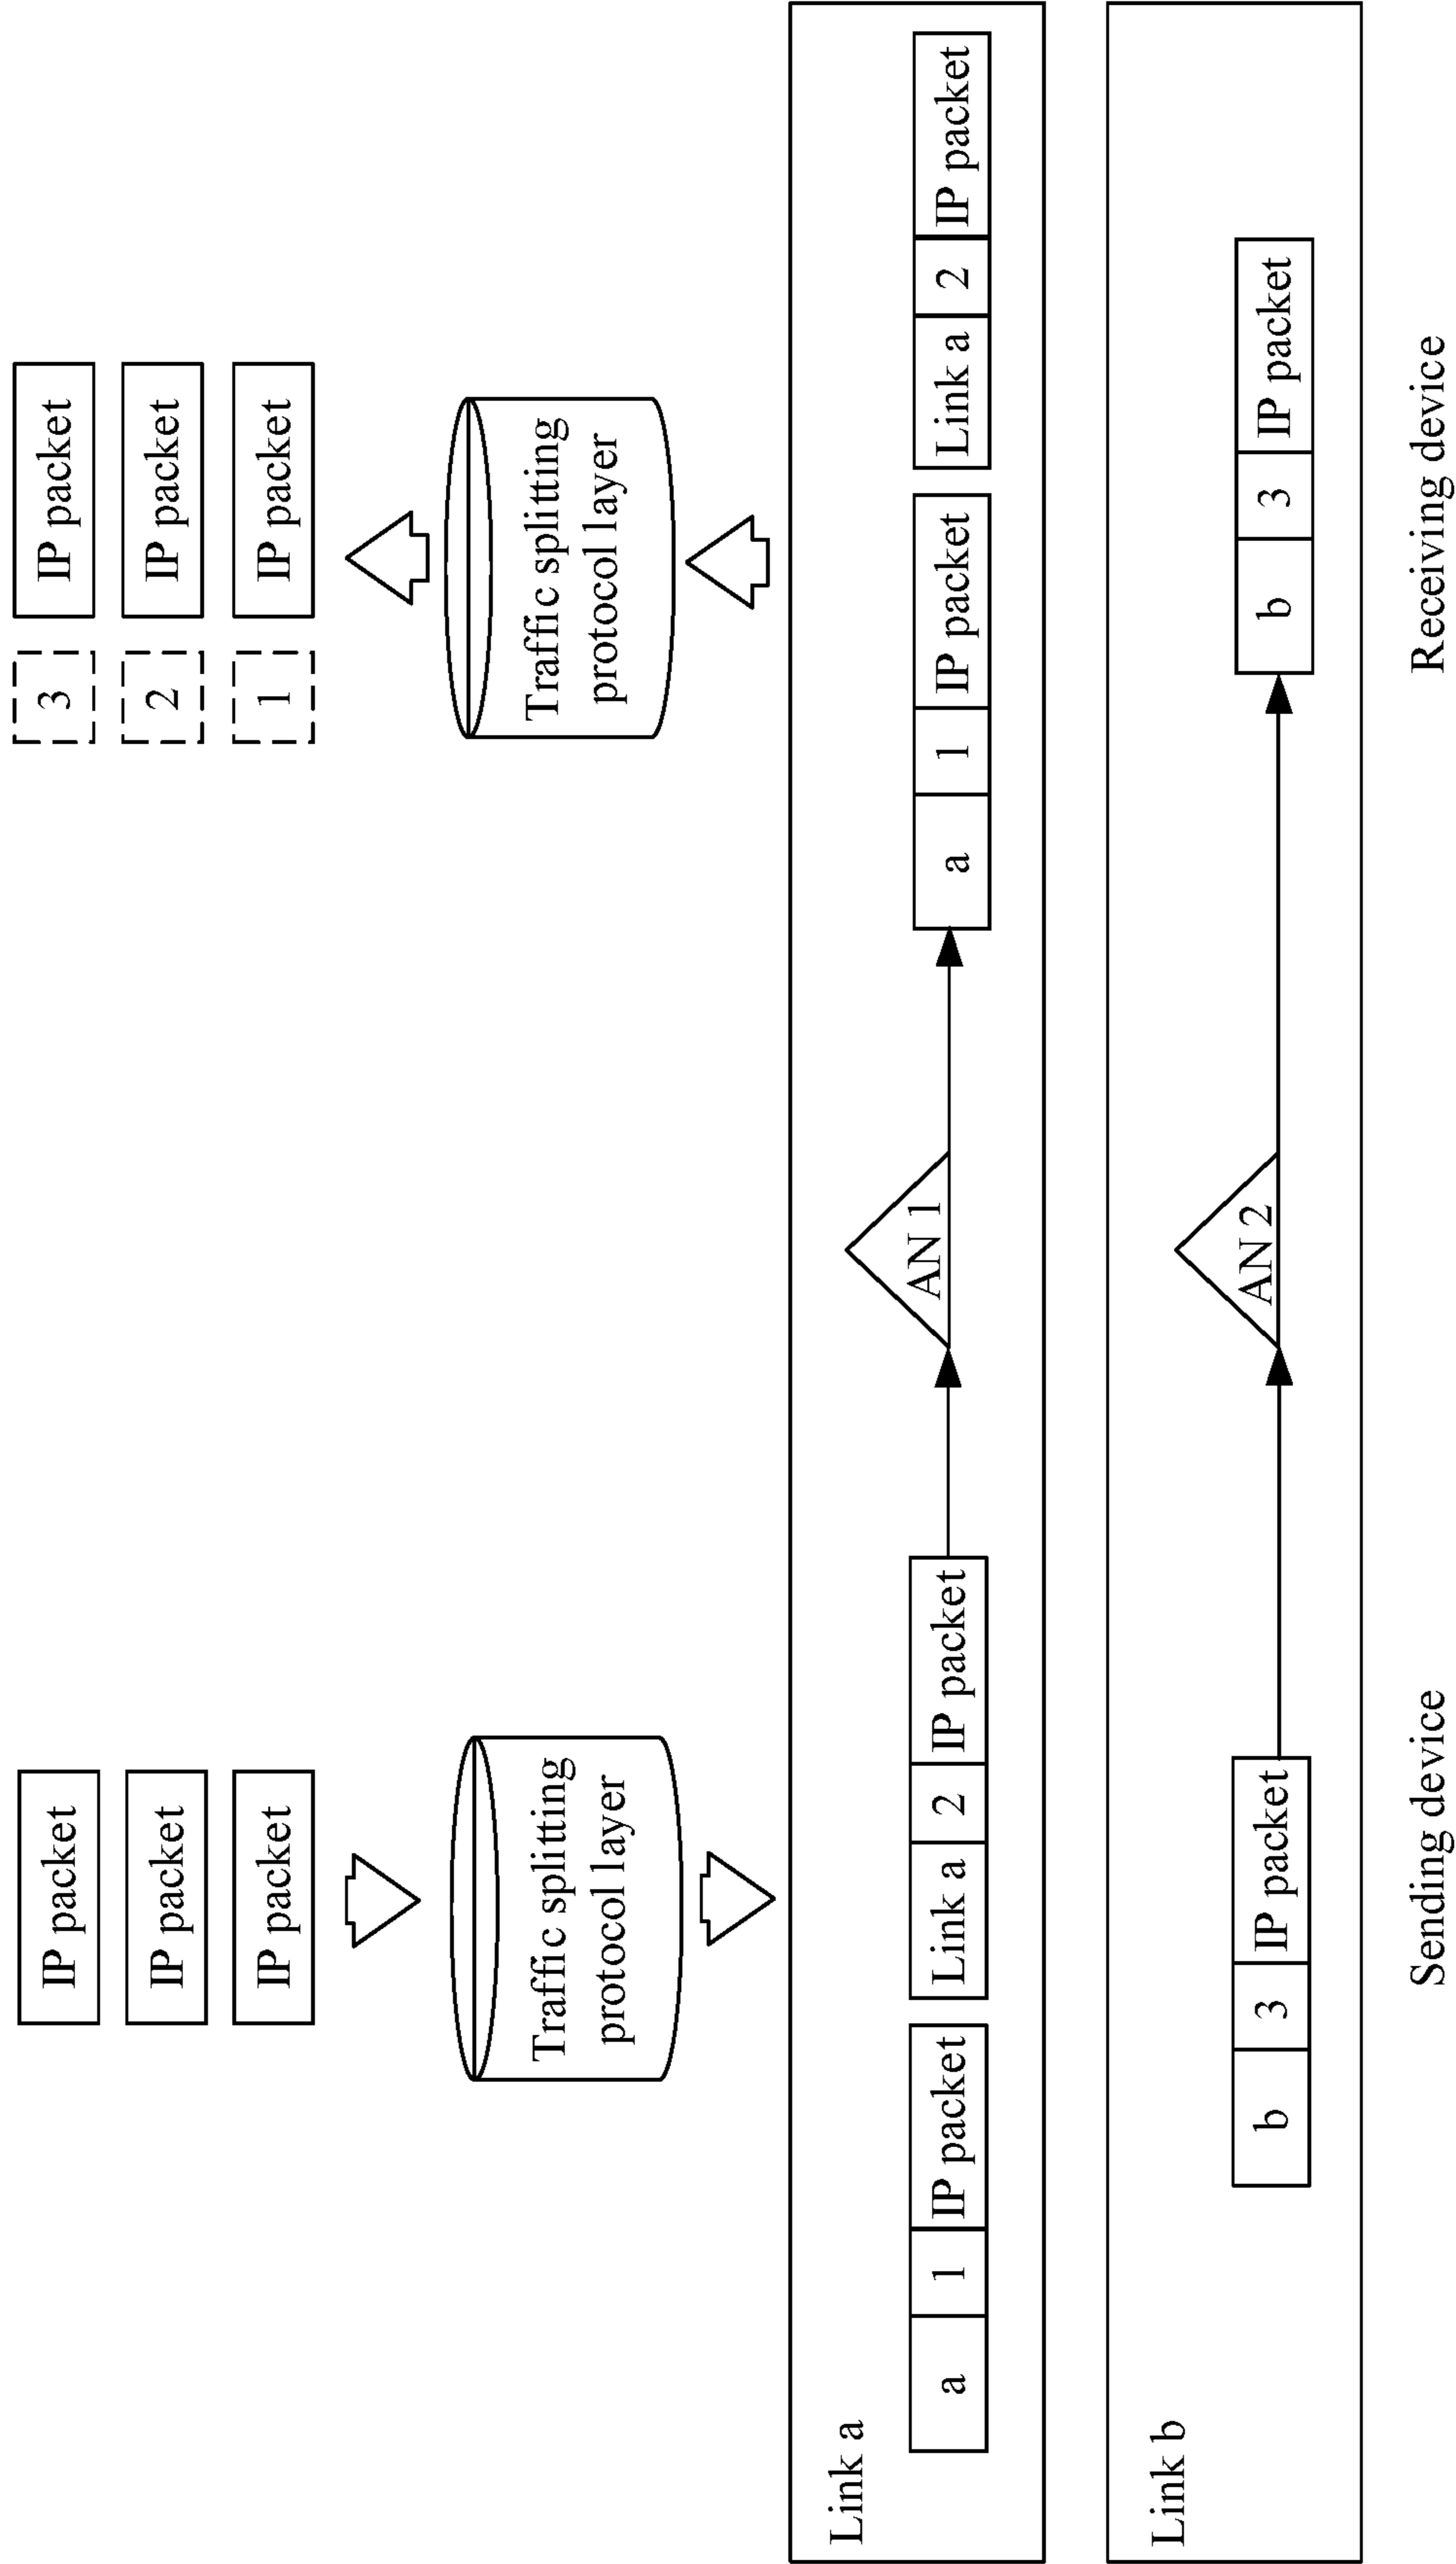 IP packet
IP packet
IP packet
3 IP packet
2 IP packet
1 IP packet
Traffic splitting
protocol layer
Traffic splitting
protocol layer
Link a
AN 1
a 1 IP packet
Link a 2 IP packet
a 1 IP packet
Link a 2 IP packet
Link b
AN 2
b 3 IP packet
b 3 IP packet
Sending device
Receiving device